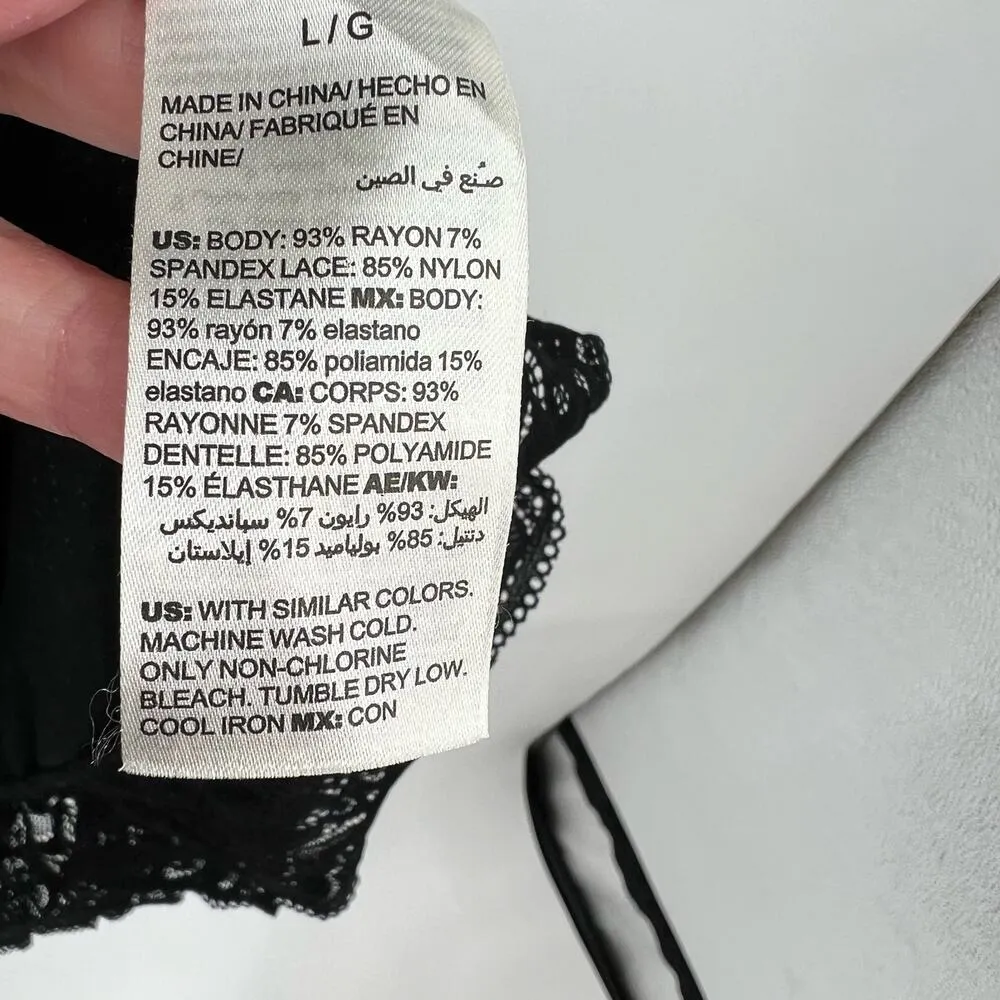 L/G
MADE IN CHINA/ HECHO EN
CHINA/ FABRIQUÉ EN
CHINE/
صُنع في الصين
US: BODY: 93% RAYON 7%
SPANDEX LACE: 85% NYLON
15% ELASTANE MX: BODY:
93% rayón 7% elastano
ENCAJE: 85% poliamida 15%
elastano CA: CORPS: 93%
RAYONNE 7% SPANDEX
DENTELLE: 85% POLYAMIDE
15% ÉLASTHANE AE/KW:
الهيكل: 93% رايون 7% سبانديكس
دنتيل: 85% بولياميد 15% إيلاستان
US: WITH SIMILAR COLORS.
MACHINE WASH COLD.
ONLY NON-CHLORINE
BLEACH. TUMBLE DRY LOW.
COOL IRON MX: CON